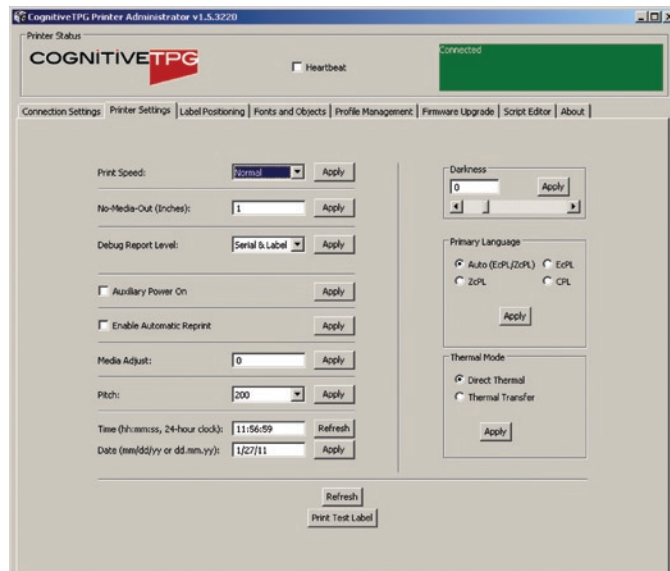 CognitiveTPG Printer Administrator v1.5.3220
Printer Status
COGNITIVETPG
Heartbeat
Connected
Connection Settings Printer Settings Label Positioning Fonts and Objects Profile Management Firmware Upgrade Script Editor About
Print Speed: Normal Apply
No-Media-Out (Inches): 1 Apply
Debug Report Level: Serial & Label Apply
Auxiliary Power On Apply
Enable Automatic Reprint Apply
Media Adjust: 0 Apply
Pitch: 200 Apply
Time (hh:mm:ss, 24-hour clock): 11:56:59 Refresh
Date (mm/dd/yy or dd.mm.yy): 1/27/11 Apply
Darkness
0 Apply
Primary Language
Auto (EcPL/ZcPL) EcPL
ZcPL CPL
Apply
Thermal Mode
Direct Thermal
Thermal Transfer
Apply
Refresh
Print Test Label